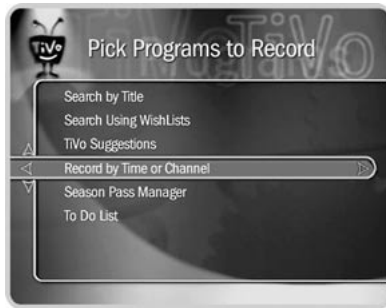 TiVo
Pick Programs to Record
Search by Title
Search Using WishLists
TiVo Suggestions
Record by Time or Channel
Season Pass Manager
To Do List